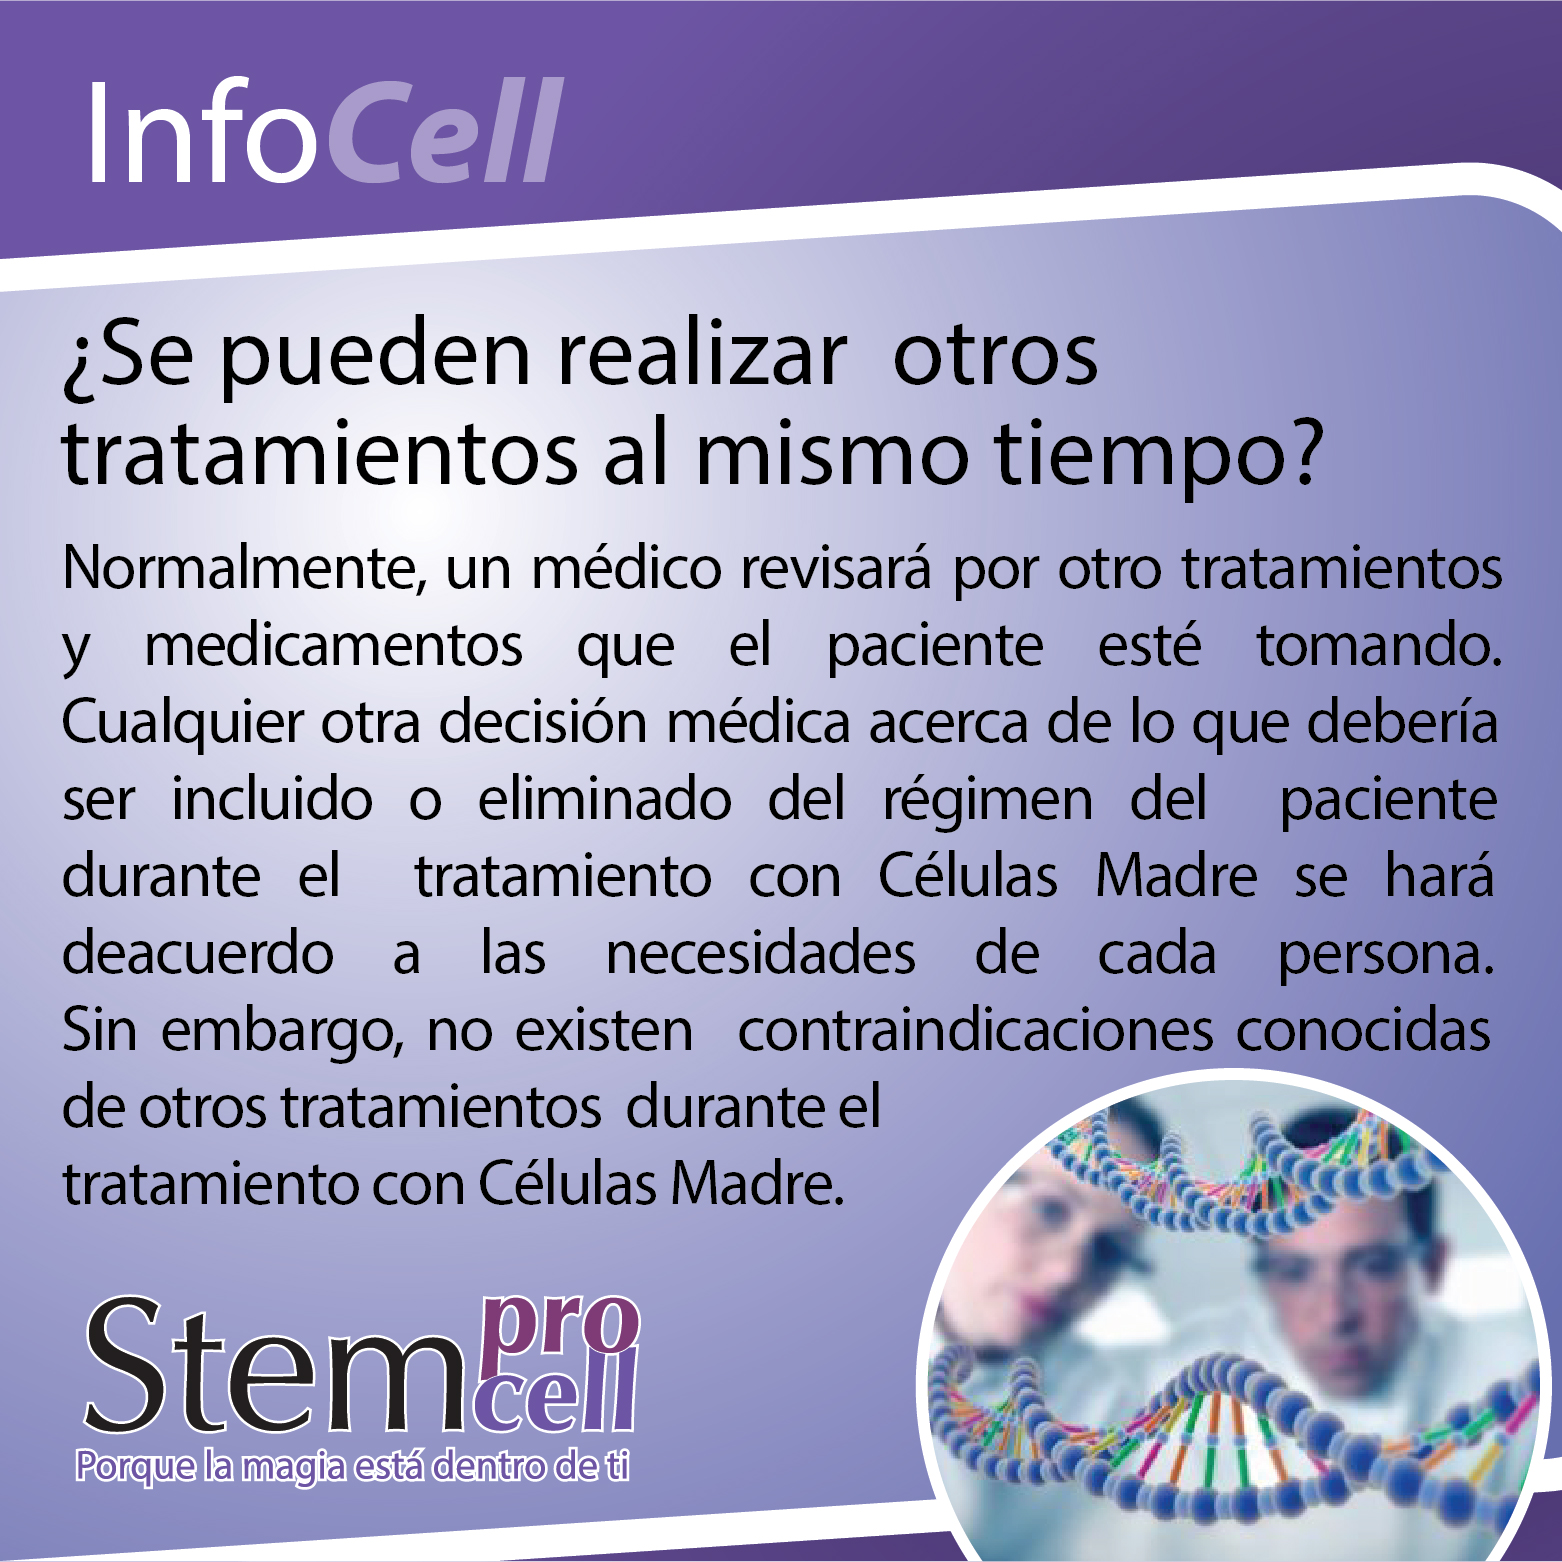 InfoCell
¿Se pueden realizar otros
tratamientos al mismo tiempo?
Normalmente, un médico revisará por otro tratamientos
y medicamentos que el paciente esté tomando.
Cualquier otra decisión médica acerca de lo que debería
ser incluido o eliminado del régimen del paciente
durante el tratamiento con Células Madre se hará
deacuerdo a las necesidades de cada persona.
Sin embargo, no existen contraindicaciones conocidas
de otros tratamientos durante el
tratamiento con Células Madre.
Stem pro
cell
Porque la magia está dentro de ti